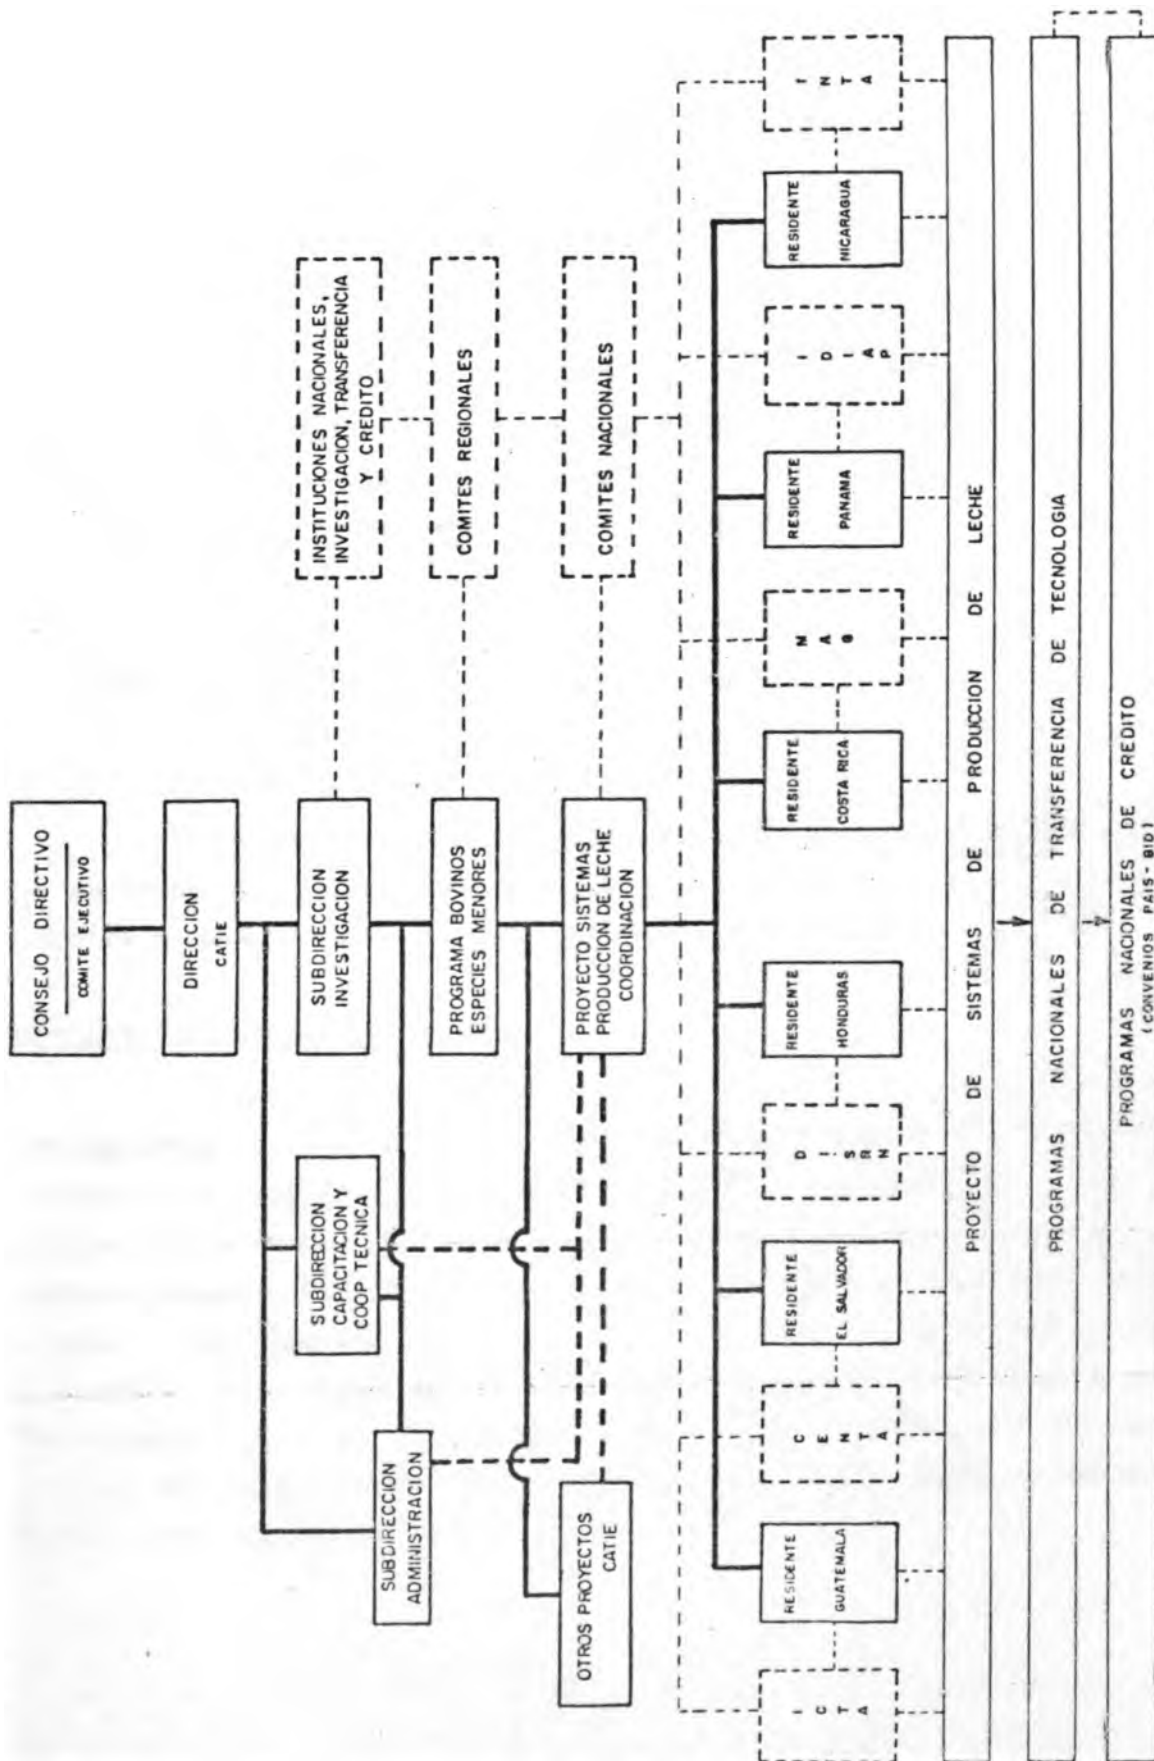 CONSEJO DIRECTIVO
COMITE EJECUTIVO
DIRECCION
CATIE
SUBDIRECCION
INVESTIGACION
INSTITUCIONES NACIONALES,
INVESTIGACION, TRANSFERENCIA
Y CREDITO
SUBDIRECCION
CAPACITACION Y
COOP TECNICA
SUBDIRECCION
ADMINISTRACION
PROGRAMA BOVINOS
ESPECIES MENORES
COMITES REGIONALES
OTROS PROYECTOS
CATIE
PROYECTO SISTEMAS
PRODUCCION DE LECHE
COORDINACION
COMITES NACIONALES
ICTA
RESIDENTE
GUATEMALA
CENTA
RESIDENTE
EL SALVADOR
D
I
SRN
RESIDENTE
HONDURAS
RESIDENTE
COSTA RICA
MAG
RESIDENTE
PANAMA
IDIAP
RESIDENTE
NICARAGUA
INTA
PROYECTO DE SISTEMAS DE PRODUCCION DE LECHE
PROGRAMAS NACIONALES DE TRANSFERENCIA DE TECNOLOGIA
PROGRAMAS NACIONALES DE CREDITO
(CONVENIOS PAIS-BID)